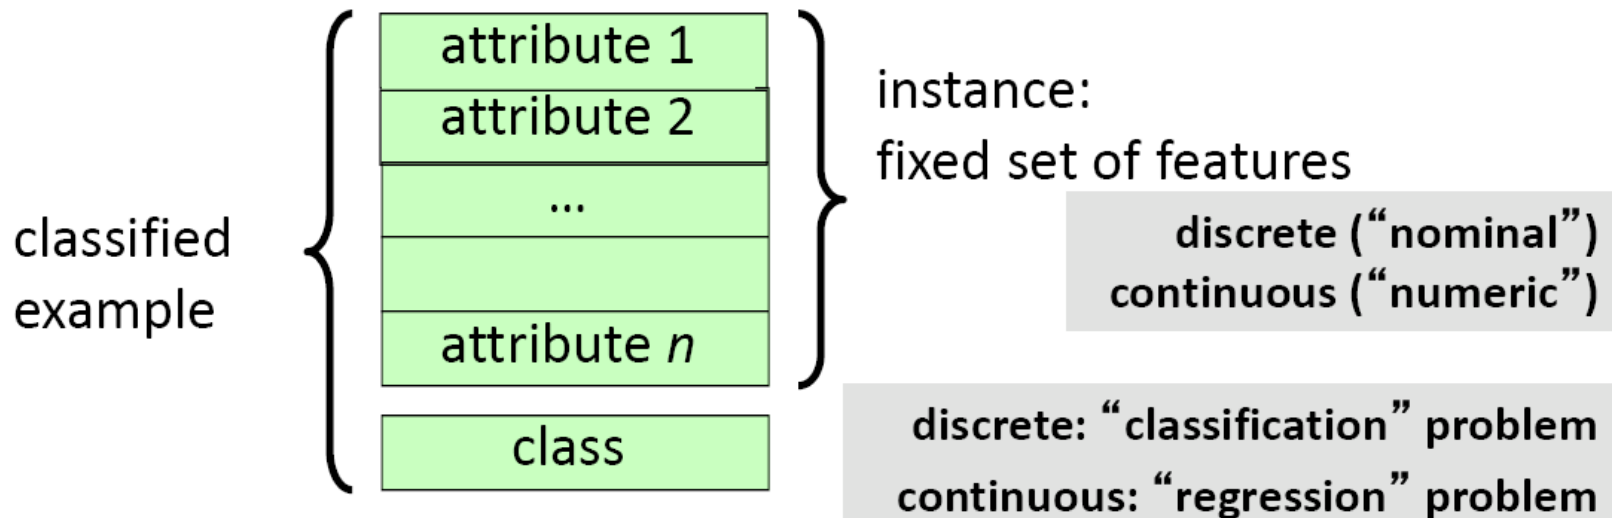 classified
example
attribute 1
attribute 2
...
attribute n
class
instance:
fixed set of features
discrete (“nominal”)
continuous (“numeric”)
discrete: “classification” problem
continuous: “regression” problem